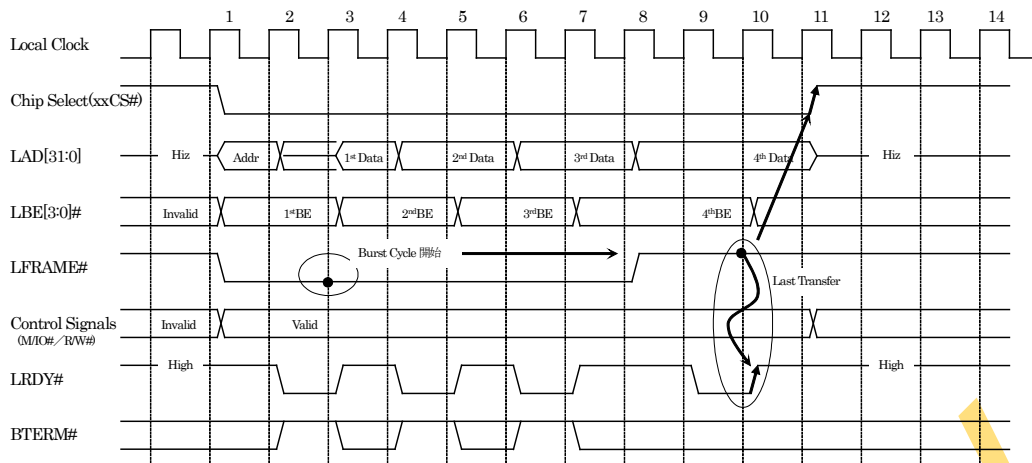 1 2 3 4 5 6 7 8 9 10 11 12 13 14
Local Clock
Chip Select(xxCS#)
LAD[31:0] Hiz Addr 1st Data 2nd Data 3rd Data 4th Data Hiz
LBE[3:0]# Invalid 1stBE 2ndBE 3rdBE 4thBE
LFRAME# Burst Cycle 開始
Last Transfer
Control Signals Invalid Valid
(M/IO#/R/W#)
LRDY# High High
BTERM#